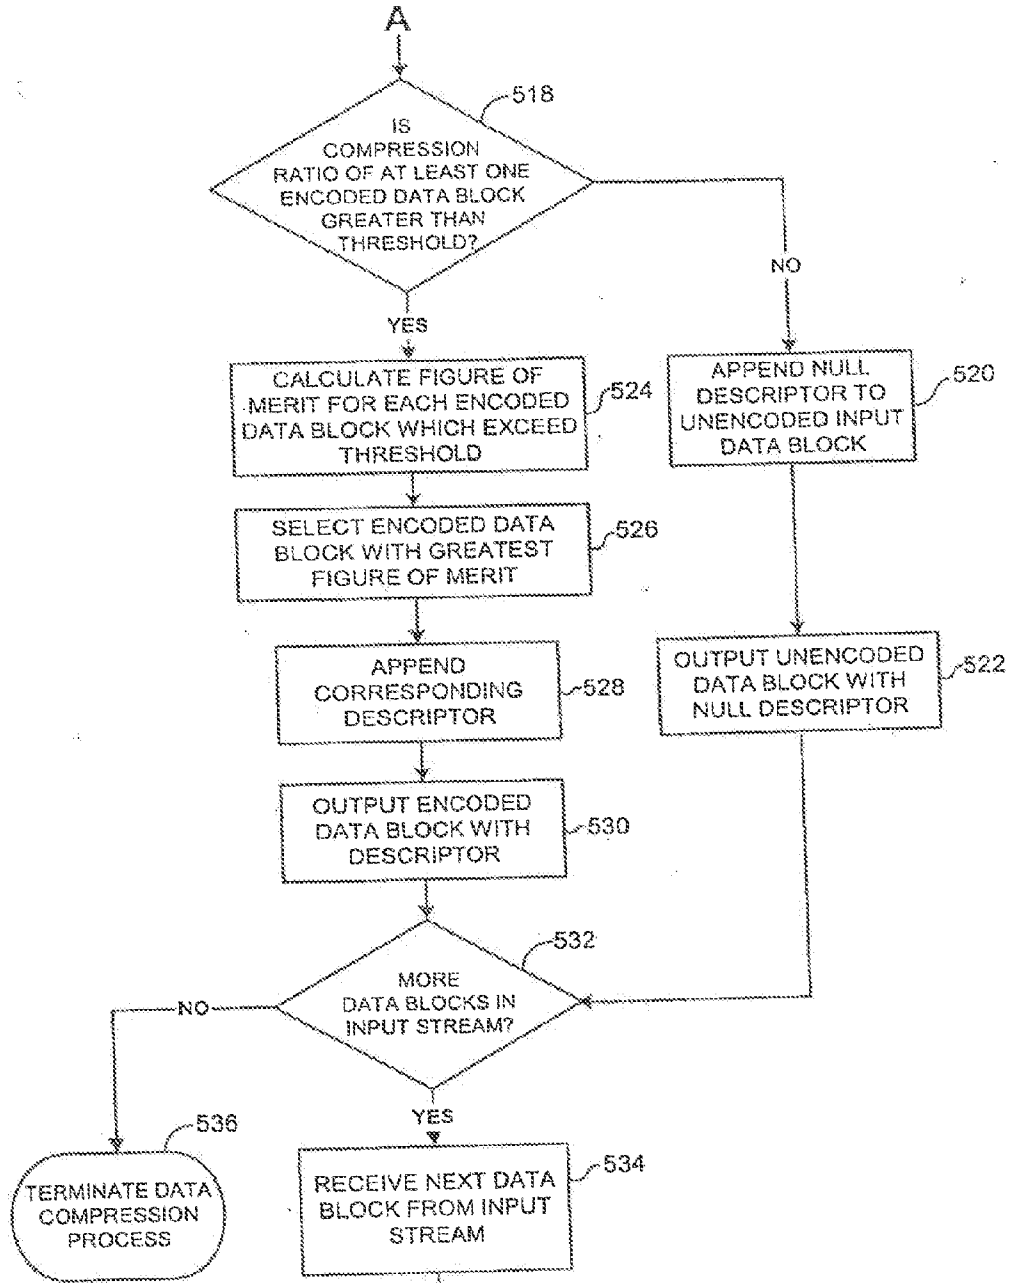 A
518
IS
COMPRESSION
RATIO OF AT LEAST ONE
ENCODED DATA BLOCK
GREATER THAN
THRESHOLD?
NO
YES
CALCULATE FIGURE OF
MERIT FOR EACH ENCODED
DATA BLOCK WHICH EXCEED
THRESHOLD
524
APPEND NULL
DESCRIPTOR TO
UNENCODED INPUT
DATA BLOCK
520
SELECT ENCODED DATA
BLOCK WITH GREATEST
FIGURE OF MERIT
526
APPEND
CORRESPONDING
DESCRIPTOR
528
OUTPUT UNENCODED
DATA BLOCK WITH
NULL DESCRIPTOR
522
OUTPUT ENCODED
DATA BLOCK WITH
DESCRIPTOR
530
532
MORE
DATA BLOCKS IN
INPUT STREAM?
NO
YES
536
TERMINATE DATA
COMPRESSION
PROCESS
RECEIVE NEXT DATA
BLOCK FROM INPUT
STREAM
534